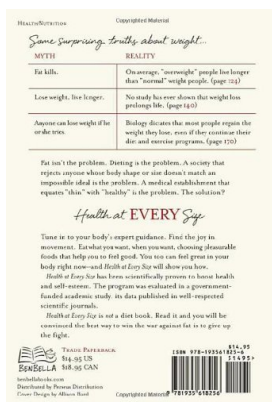 HEALTH/NUTRITION
Copyrighted Material
Some surprising truths about weight...
MYTH REALITY
Fat kills. On average, "overweight" people live longer
than "normal" weight people. (page 124)
Lose weight, live longer. No study has ever shown that weight loss
prolongs life. (page 140)
Anyone can lose weight if he Biology dictates that most people regain the
or she tries. weight they lose, even if they continue their
diet and exercise programs. (page 170)
Fat isn't the problem. Dieting is the problem. A society that
rejects anyone whose body shape or size doesn't match an
impossible ideal is the problem. A medical establishment that
equates "thin" with "healthy" is the problem. The solution?
Health at EVERY Size
Tune in to your body's expert guidance. Find the joy in
movement. Eat what you want, when you want, choosing pleasurable
foods that help you to feel good. You too can feel great in your
body right now—and Health at Every Size will show you how.
Health at Every Size has been scientifically proven to boost health
and self-esteem. The program was evaluated in a government-
funded academic study, its data published in well-respected
scientific journals.
Health at Every Size is not a diet book. Read it and you will be
convinced the best way to win the war against fat is to give up
the fight.
TRADE PAPERBACK
$14.95 US
$18.95 CAN
BENBELLA
benbellabooks.com
Distributed by Perseus Distribution
Cover Design by Allison Hard
Copyrighted Material
$14.95
ISBN 978-193561825-6
51495>
9 781935 618256